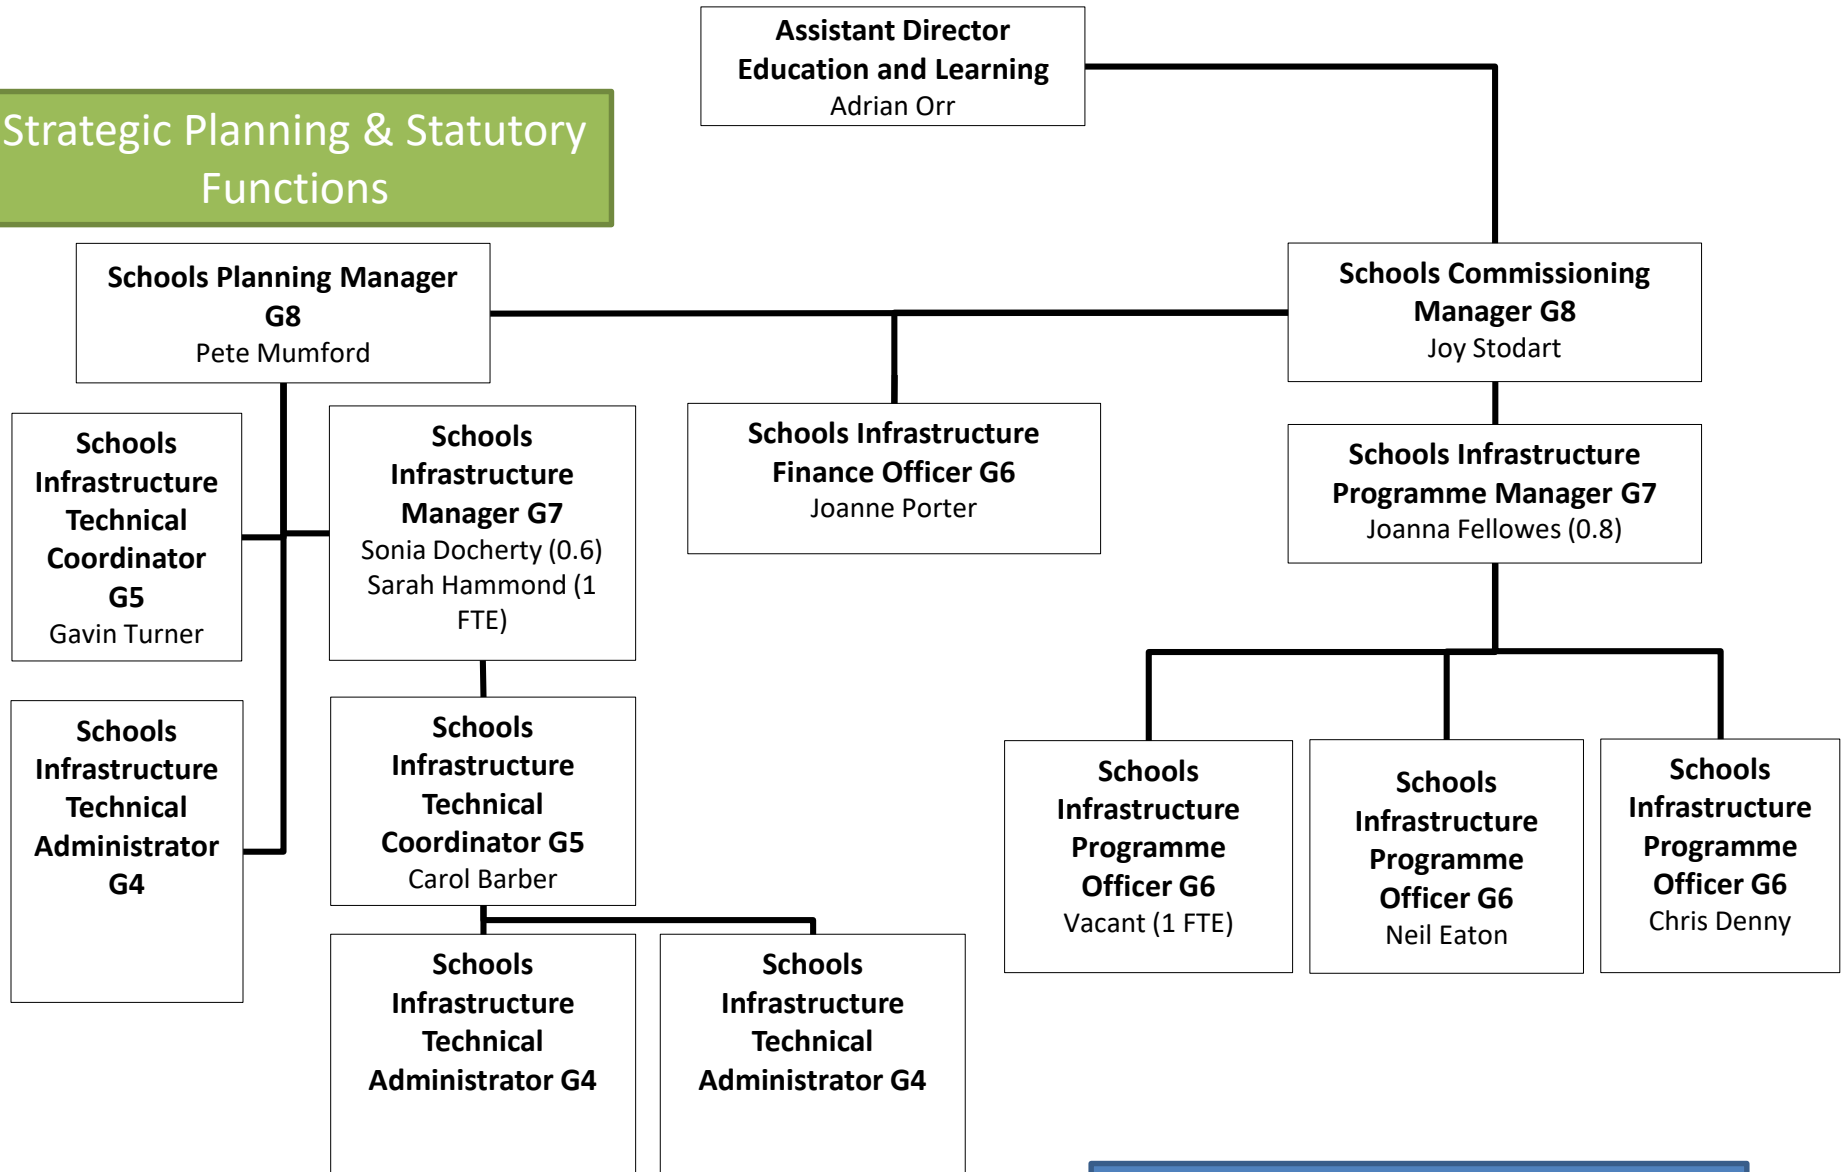 Assistant Director
Education and Learning
Adrian Orr
Strategic Planning & Statutory
Functions
Schools Planning Manager
G8
Pete Mumford
Schools Commissioning
Manager G8
Joy Stodart
Schools
Infrastructure
Technical
Coordinator
G5
Gavin Turner
Schools
Infrastructure
Manager G7
Sonia Docherty (0.6)
Sarah Hammond (1
FTE)
Schools Infrastructure
Finance Officer G6
Joanne Porter
Schools Infrastructure
Programme Manager G7
Joanna Fellowes (0.8)
Schools
Infrastructure
Technical
Administrator
G4
Schools
Infrastructure
Technical
Coordinator G5
Carol Barber
Schools
Infrastructure
Programme
Officer G6
Vacant (1 FTE)
Schools
Infrastructure
Programme
Officer G6
Neil Eaton
Schools
Infrastructure
Programme
Officer G6
Chris Denny
Schools
Infrastructure
Technical
Administrator G4
Schools
Infrastructure
Technical
Administrator G4